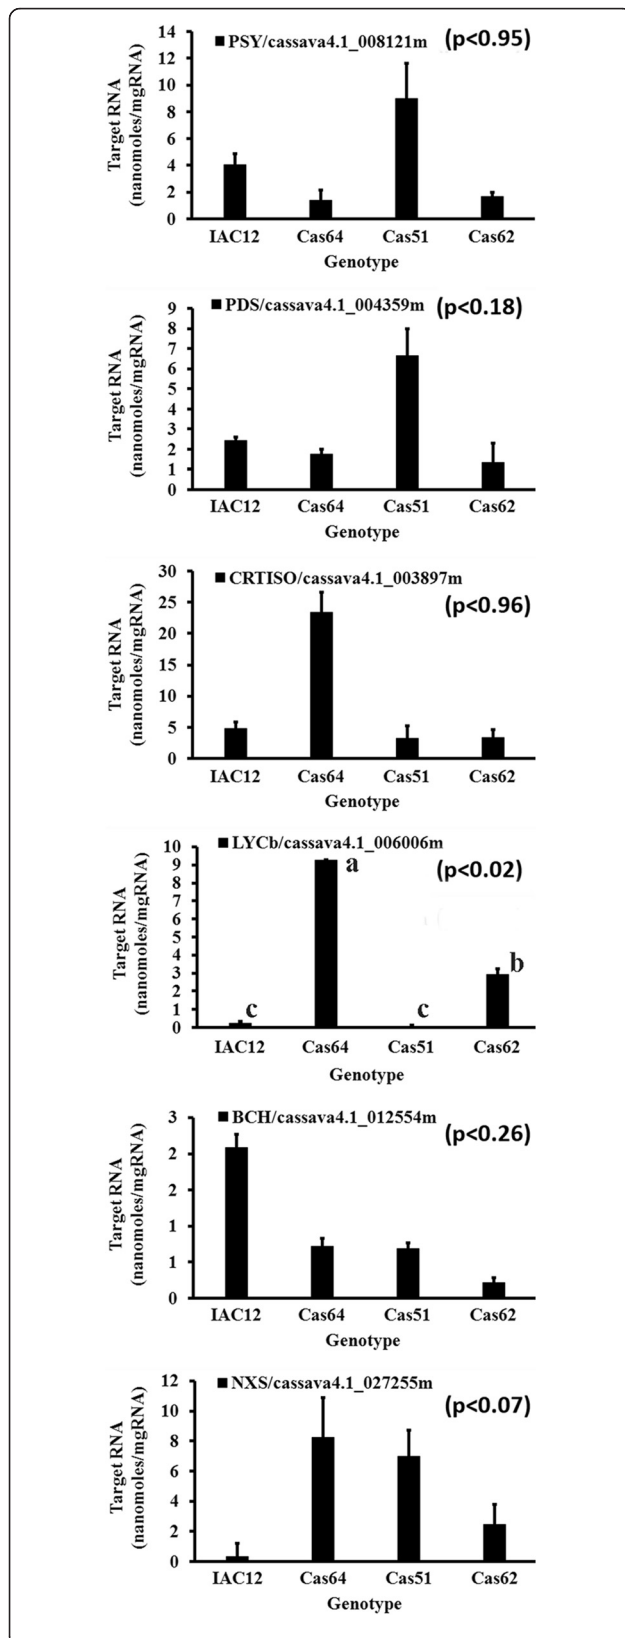 PSY/cassava4.1_008121m (p<0.95)
Target RNA
(nanomoles/mgRNA)
14
12
10
8
6
4
2
0
IAC12 Cas64 Cas51 Cas62
Genotype
PDS/cassava4.1_004359m (p<0.18)
Target RNA
(nanomoles/mgRNA)
9
8
7
6
5
4
3
2
1
0
IAC12 Cas64 Cas51 Cas62
Genotype
CRTISO/cassava4.1_003897m
(p<0.96)
Target RNA
(nanomoles/mgRNA)
30
25
20
15
10
5
0
IAC12 Cas64 Cas51 Cas62
Genotype
LYCb/cassava4.1_006006m
(p<0.02)
Target RNA
(nanomoles/mgRNA)
10
9
8
7
6
5
4
3
2
1
0
c a c b
IAC12 Cas64 Cas51 Cas62
Genotype
BCH/cassava4.1_012554m
(p<0.26)
Target RNA
(nanomoles/mgRNA)
3
2
2
1
1
0
IAC12 Cas64 Cas51 Cas62
Genotype
NXS/cassava4.1_027255m
(p<0.07)
Target RNA
(nanomoles/mgRNA)
12
10
8
6
4
2
0
IAC12 Cas64 Cas51 Cas62
Genotype